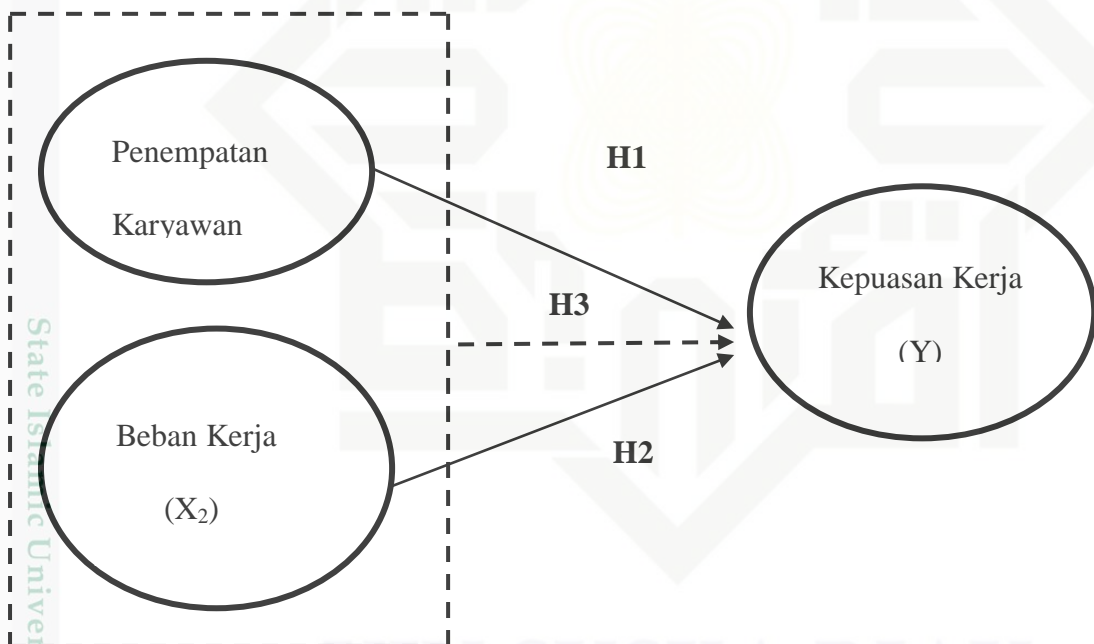 Penempatan
Karyawan
H1
H3
Kepuasan Kerja
(Y)
Beban Kerja
(X₂)
H2
State Islamic Univer